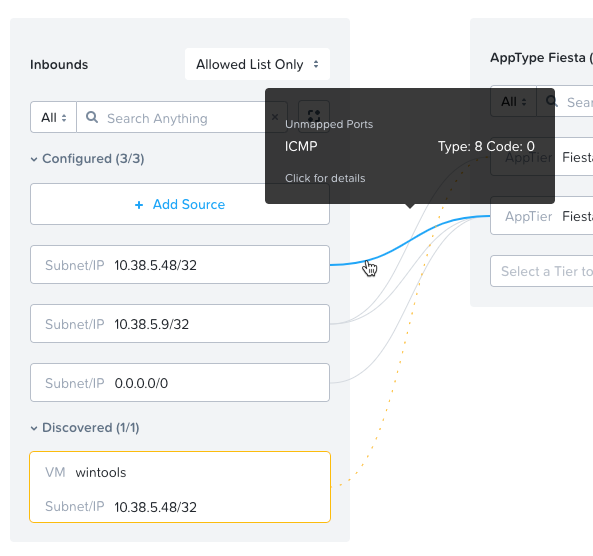 Inbounds
Allowed List Only
All
Search Anything
×
Configured (3/3)
+ Add Source
Subnet/IP 10.38.5.48/32
Subnet/IP 10.38.5.9/32
Subnet/IP 0.0.0.0/0
Discovered (1/1)
VM wintools
Subnet/IP 10.38.5.48/32
Unmapped Ports
ICMP Type: 8 Code: 0
Click for details
AppType Fiesta (
All
Sear
AppTier Fiesta
AppTier Fiesta
Select a Tier to